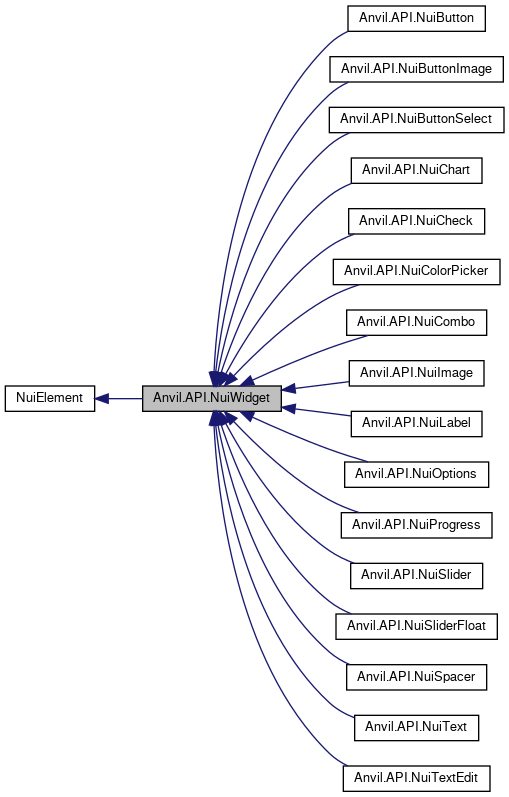 Anvil.API.NuiButton
Anvil.API.NuiButtonImage
Anvil.API.NuiButtonSelect
Anvil.API.NuiChart
Anvil.API.NuiCheck
Anvil.API.NuiColorPicker
Anvil.API.NuiCombo
Anvil.API.NuiImage
NuiElement
Anvil.API.NuiWidget
Anvil.API.NuiLabel
Anvil.API.NuiOptions
Anvil.API.NuiProgress
Anvil.API.NuiSlider
Anvil.API.NuiSliderFloat
Anvil.API.NuiSpacer
Anvil.API.NuiText
Anvil.API.NuiTextEdit